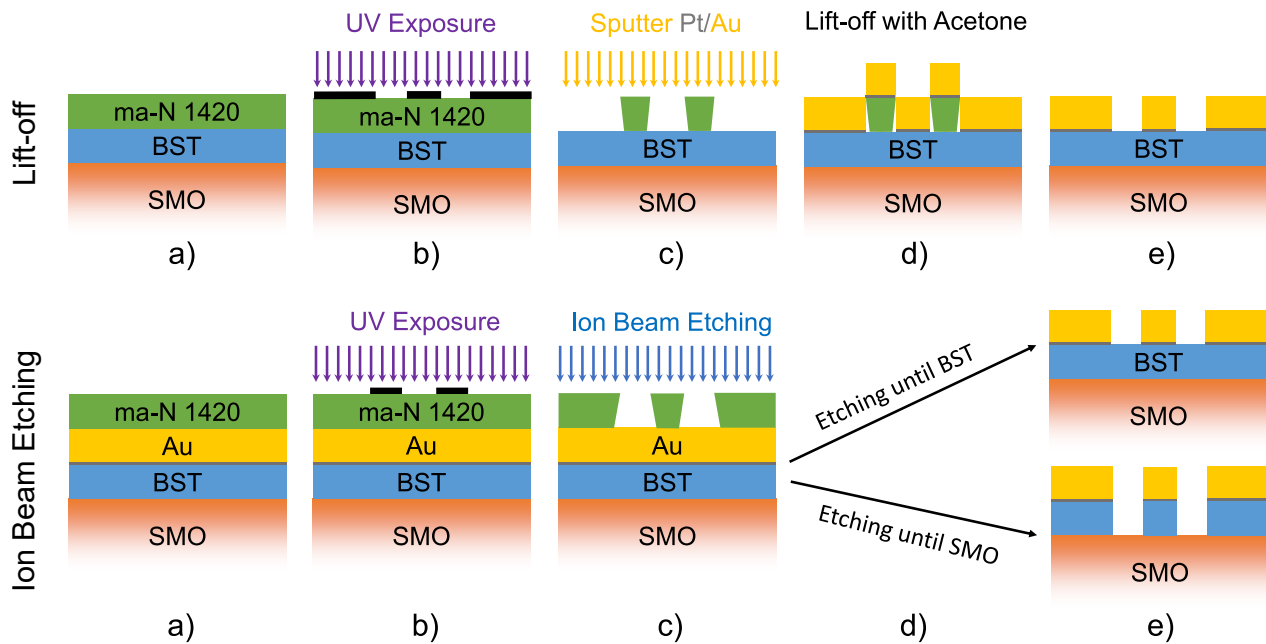 Lift-off
UV Exposure
Sputter Pt/Au
Lift-off with Acetone
ma-N 1420
BST
SMO
a)
ma-N 1420
BST
SMO
b)
BST
SMO
c)
BST
SMO
d)
BST
SMO
e)
Ion Beam Etching
UV Exposure
Ion Beam Etching
ma-N 1420
Au
BST
SMO
a)
ma-N 1420
Au
BST
SMO
b)
Au
BST
SMO
c)
Etching until BST
Etching until SMO
d)
BST
SMO
SMO
e)